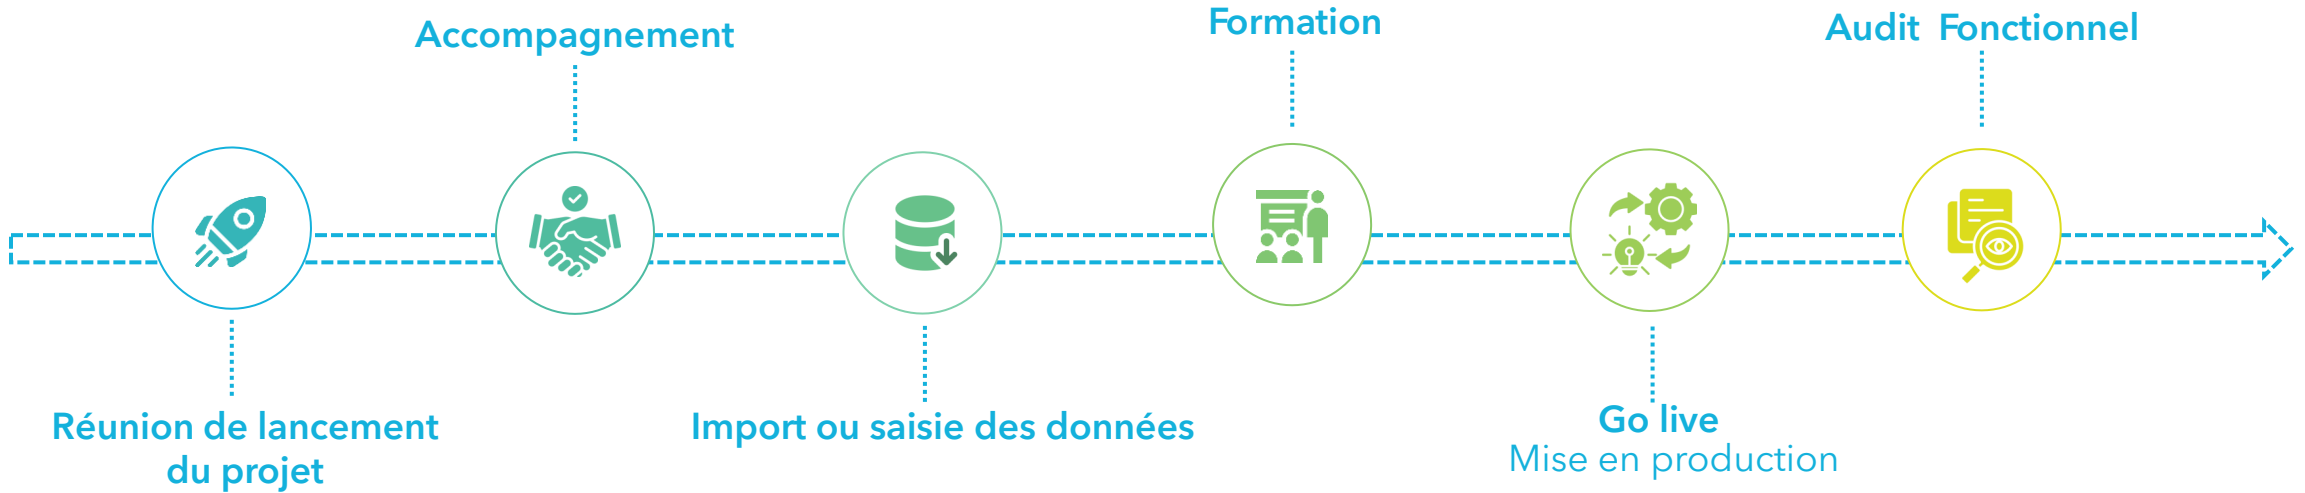 Réunion de lancement
du projet
Accompagnement
Import ou saisie des données
Formation
Go live
Mise en production
Audit Fonctionnel